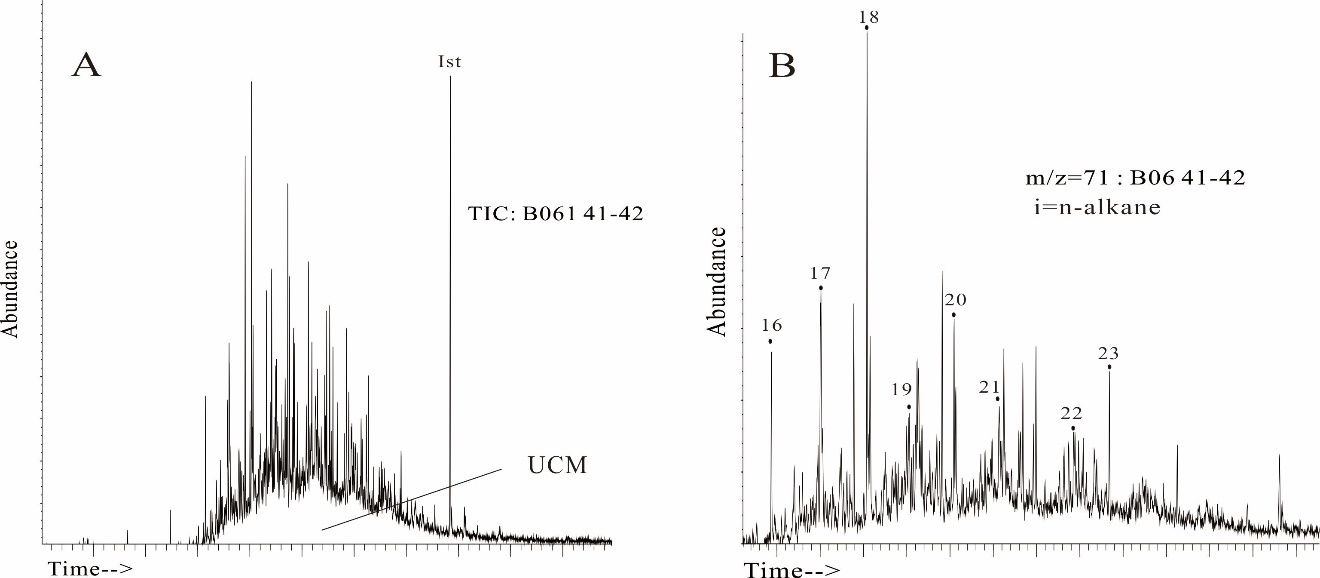 A
Ist
TIC: B061 41-42
UCM
Abundance
Time-->
18
B
m/z=71 : B06 41-42
i=n-alkane
17
16
20
23
19
21
22
Abundance
Time-->